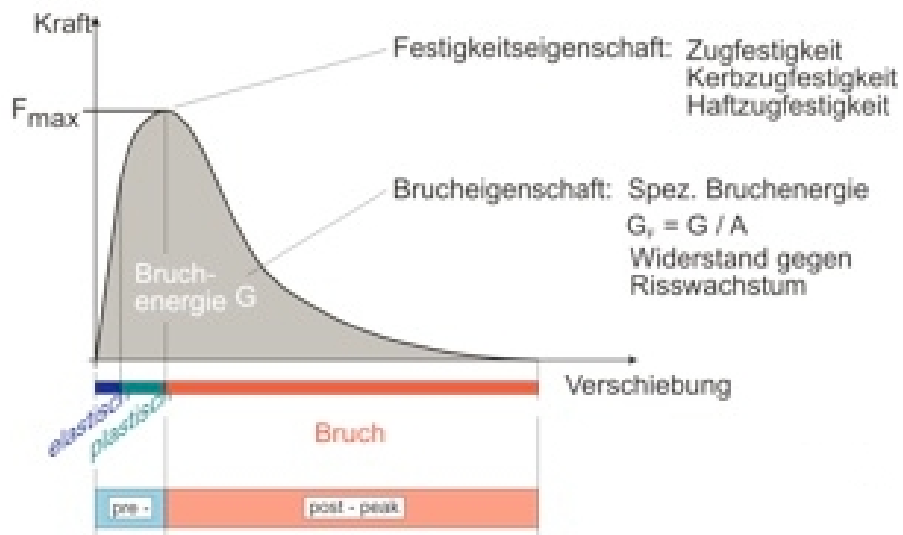 Kraft
Festigkeitseigenschaft: Zugfestigkeit
Kerbzugfestigkeit
Haftzugfestigkeit
Fmax
Brucheigenschaft: Spez. Bruchenergie
Gr = G / A
Widerstand gegen
Risswachstum
Bruch-
energie G
Verschiebung
elastisch
plastisch
Bruch
pre -
post - peak